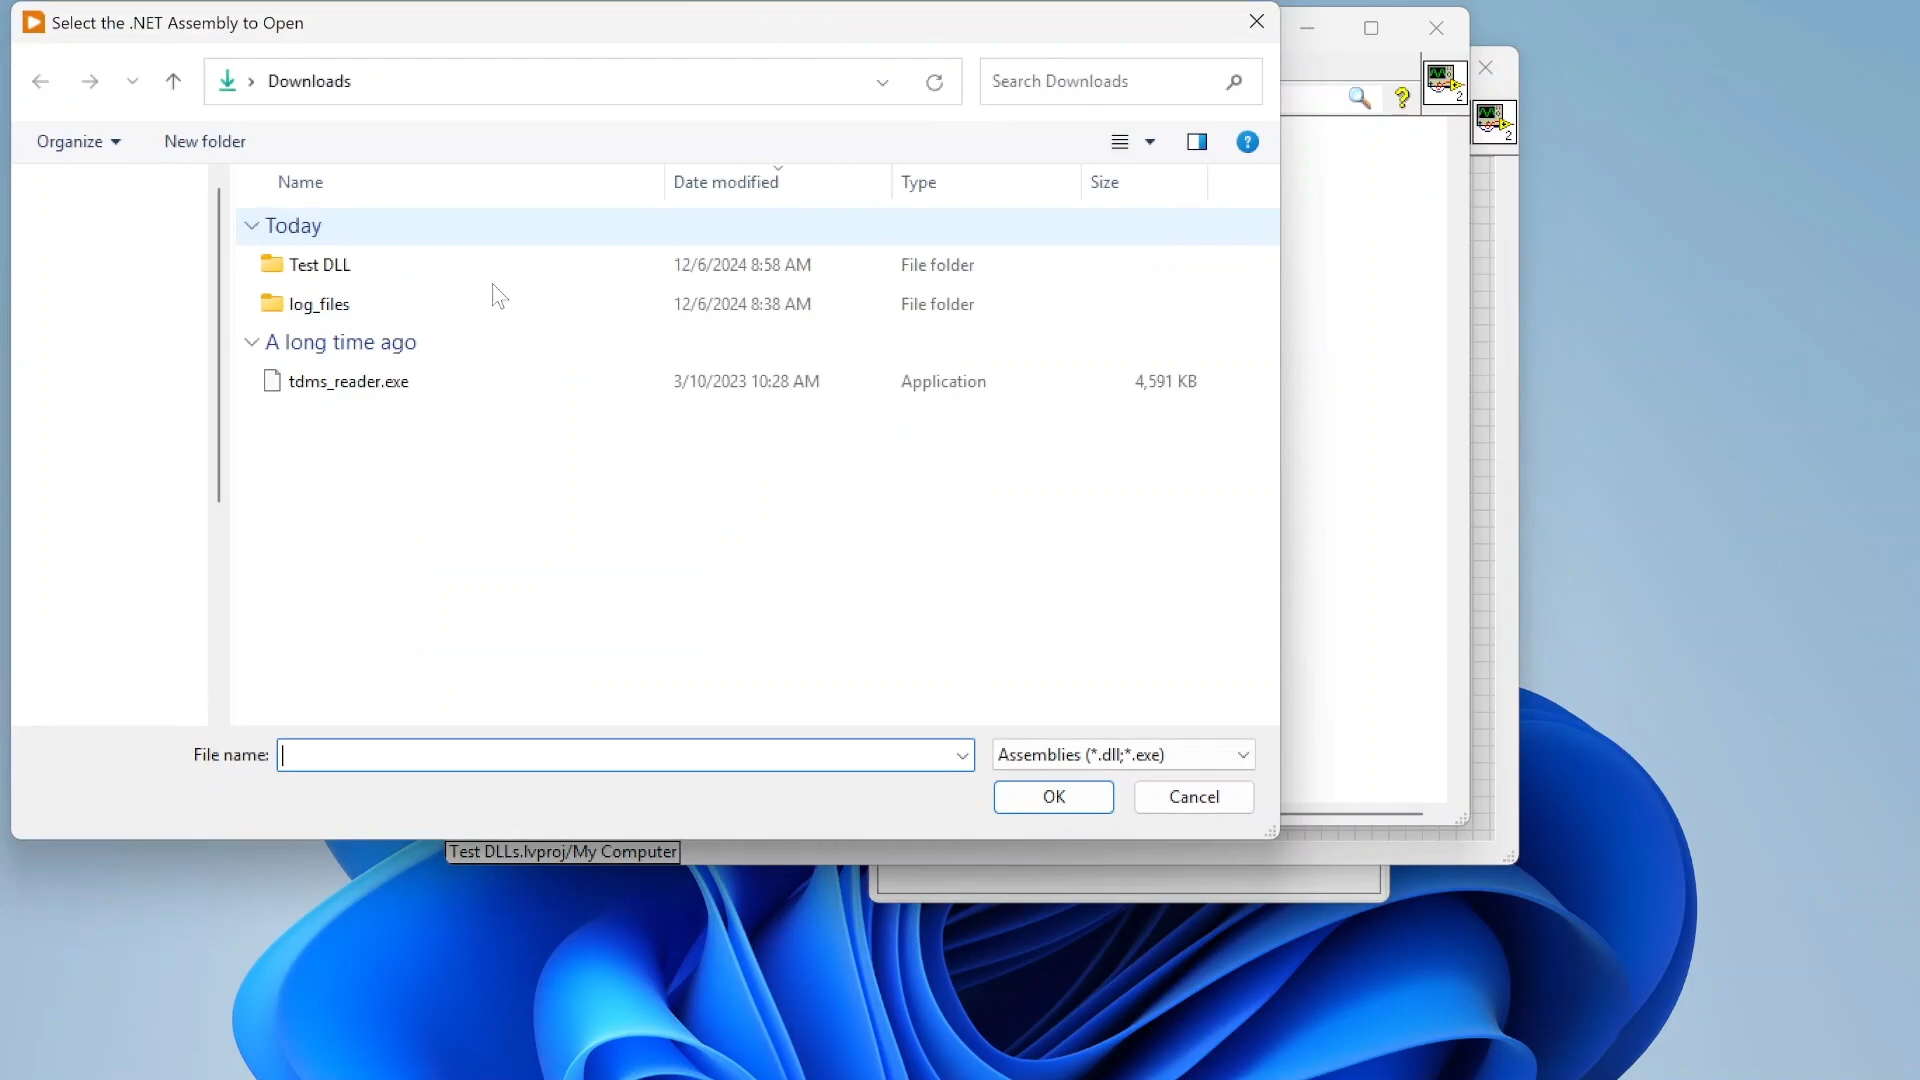 Select the .NET Assembly to Open
Downloads
Search Downloads
Organize
New folder
Name Date modified Type Size
Today
Test DLL 12/6/2024 8:58 AM File folder
log_files 12/6/2024 8:38 AM File folder
A long time ago
tdms_reader.exe 3/10/2023 10:28 AM Application 4,591 KB
File name: Assemblies (*.dll;*.exe)
OK Cancel
Test DLLs.lvproj/My Computer
2
2